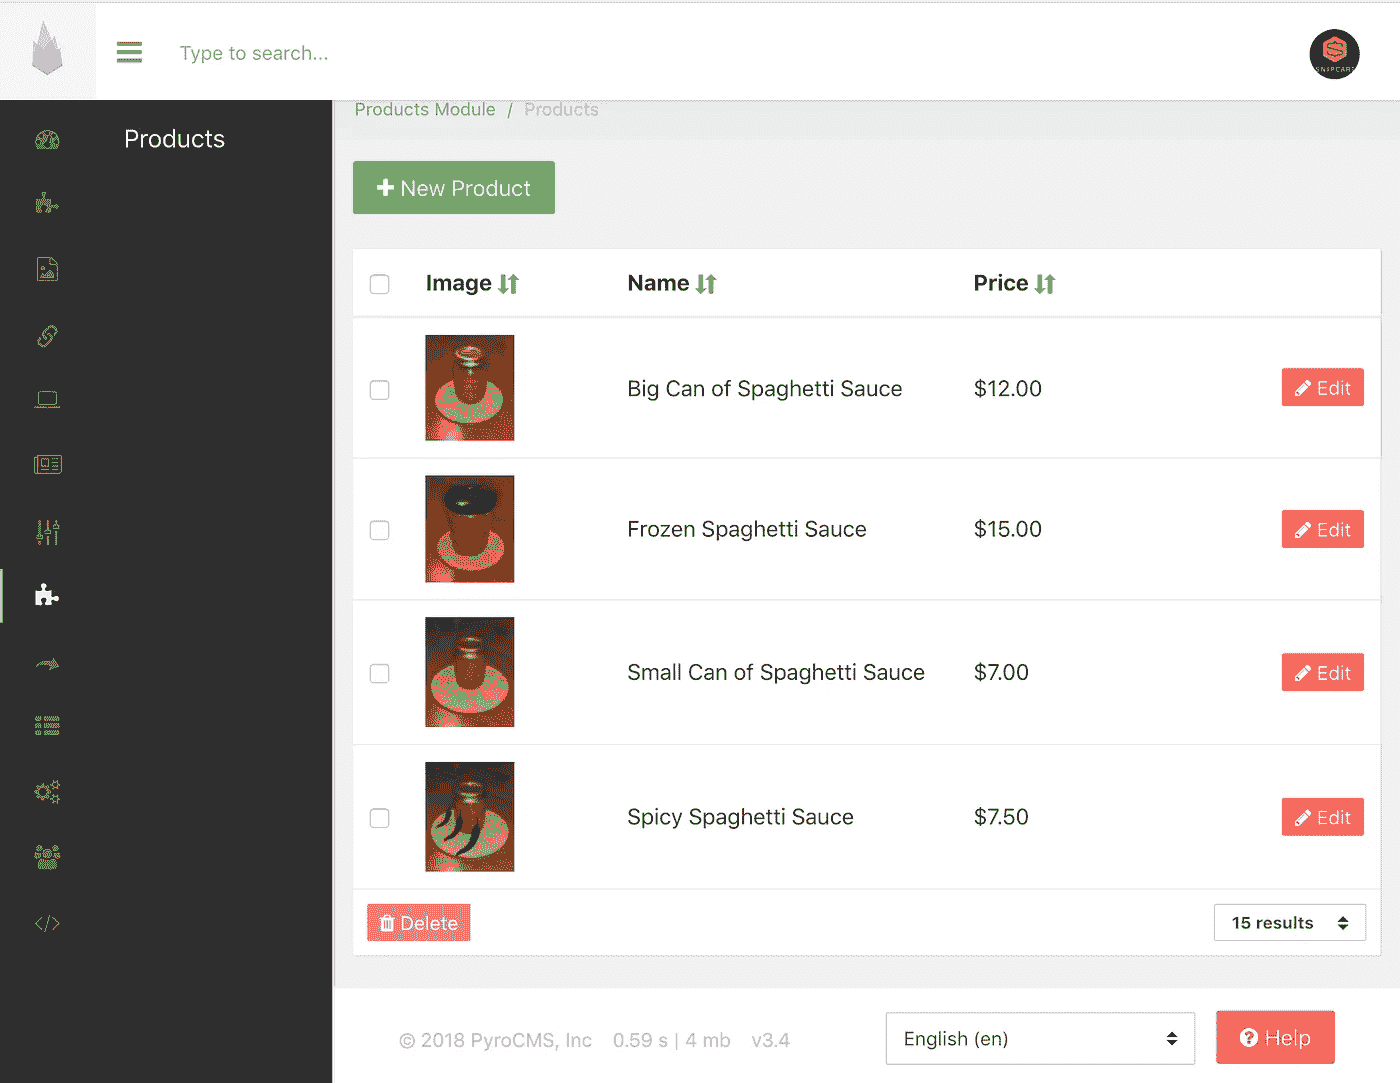 Type to search...
SNIPCART
Products Module / Products
Products
New Product
Image Name Price
Big Can of Spaghetti Sauce $12.00 Edit
Frozen Spaghetti Sauce $15.00 Edit
Small Can of Spaghetti Sauce $7.00 Edit
Spicy Spaghetti Sauce $7.50 Edit
Delete 15 results
© 2018 PyroCMS, Inc 0.59 s | 4 mb v3.4 English (en) Help